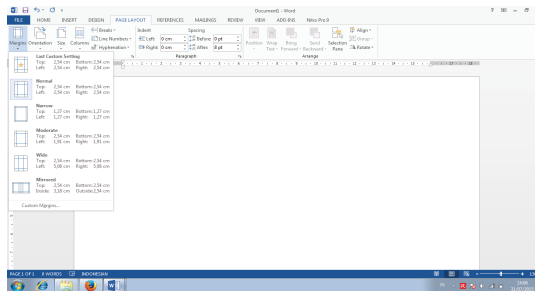 Document1 - Word
FILE HOME INSERT DESIGN PAGE LAYOUT REFERENCES MAILINGS REVIEW VIEW ADD-INS Nitro Pro 9
Margins Orientation Size Columns
Breaks
Line Numbers
Hyphenation
Indent Spacing
Left: 0 cm Before: 0 pt
Right: 0 cm After: 8 pt
Paragraph
Position Wrap Text Bring Forward Send Backward Selection Pane
Align
Group
Rotate
Arrange
Last Custom Setting
Top: 2,54 cm Bottom: 2,54 cm
Left: 2,54 cm Right: 2,54 cm
Normal
Top: 2,54 cm Bottom: 2,54 cm
Left: 2,54 cm Right: 2,54 cm
Narrow
Top: 1,27 cm Bottom: 1,27 cm
Left: 1,27 cm Right: 1,27 cm
Moderate
Top: 2,54 cm Bottom: 2,54 cm
Left: 1,91 cm Right: 1,91 cm
Wide
Top: 2,54 cm Bottom: 2,54 cm
Left: 5,08 cm Right: 5,08 cm
Mirrored
Top: 2,54 cm Bottom: 2,54 cm
Inside: 3,18 cm Outside: 2,54 cm
Custom Margins...
PAGE 1 OF 1 0 WORDS INDONESIAN